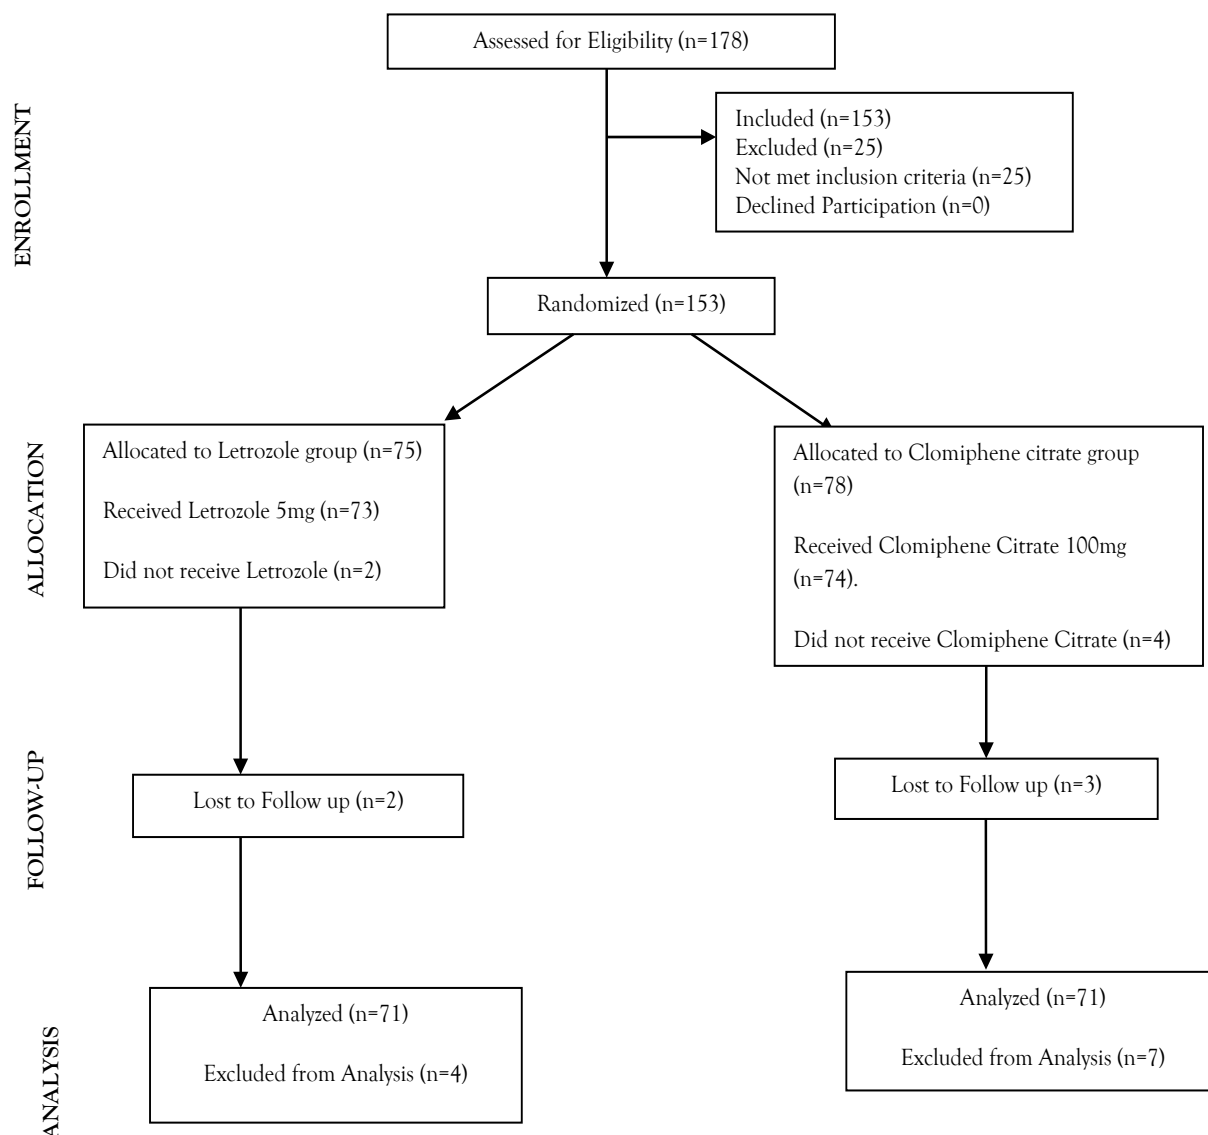 Assessed for Eligibility (n=178)
ENROLLMENT
Included (n=153)
Excluded (n=25)
Not met inclusion criteria (n=25)
Declined Participation (n=0)
Randomized (n=153)
ALLOCATION
Allocated to Letrozole group (n=75)
Received Letrozole 5mg (n=73)
Did not receive Letrozole (n=2)
Allocated to Clomiphene citrate group
(n=78)
Received Clomiphene Citrate 100mg
(n=74).
Did not receive Clomiphene Citrate (n=4)
FOLLOW-UP
Lost to Follow up (n=2)
Lost to Follow up (n=3)
ANALYSIS
Analyzed (n=71)
Excluded from Analysis (n=4)
Analyzed (n=71)
Excluded from Analysis (n=7)